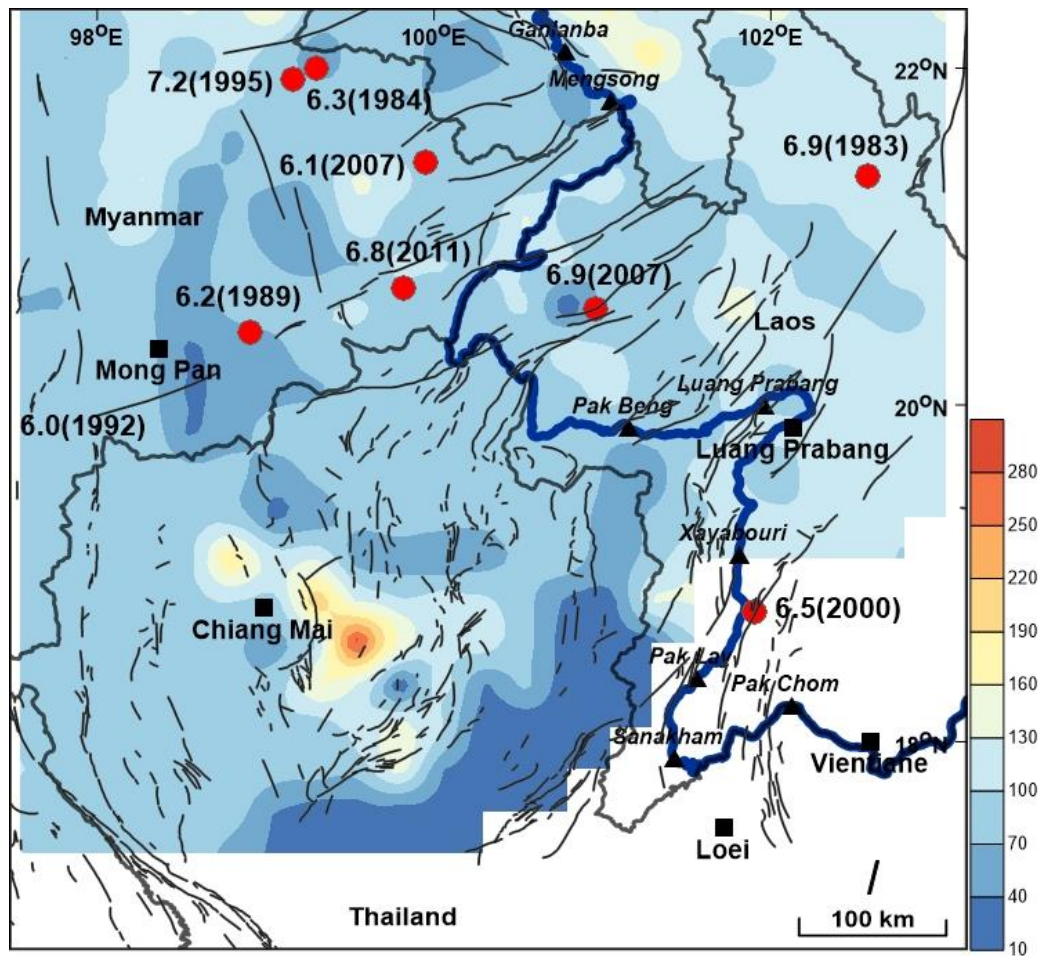 98°E
100°E
102°E
Ganlanba
22°N
7.2(1995)
Mengsong
6.3(1984)
6.9(1983)
6.1(2007)
Myanmar
6.8(2011)
6.9(2007)
6.2(1989)
Laos
Mong Pan
Luang Prabang
Pak Beng
20°N
6.0(1992)
Luang Prabang
280
Xayabouri
250
220
6.5(2000)
Chiang Mai
190
Pak Lay
160
Pak Chom
Sanakham
18°N
130
Vientiane
100
Loei
70
Thailand
100 km
40
10